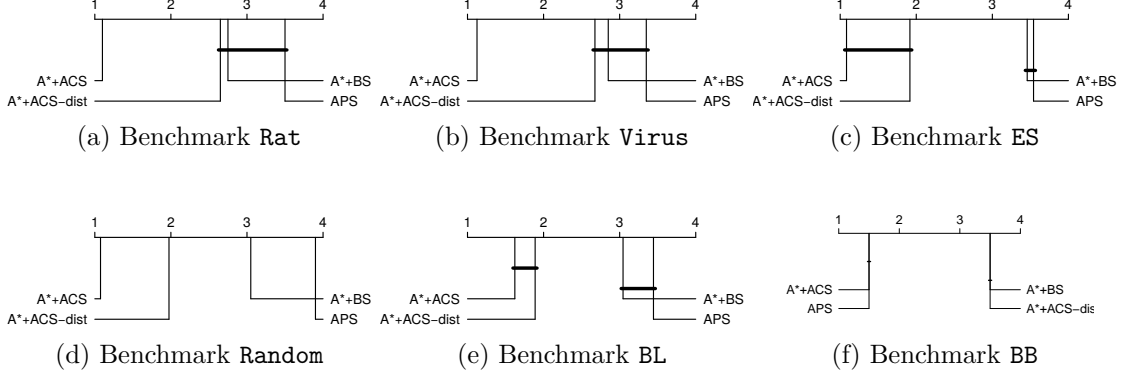 1 2 3 4
A*+ACS A*+BS
A*+ACS−dist APS
(a) Benchmark Rat
1 2 3 4
A*+ACS A*+BS
A*+ACS−dist APS
(b) Benchmark Virus
1 2 3 4
A*+ACS A*+BS
A*+ACS−dist APS
(c) Benchmark ES
1 2 3 4
A*+ACS A*+BS
A*+ACS−dist APS
(d) Benchmark Random
1 2 3 4
A*+ACS A*+BS
A*+ACS−dist APS
(e) Benchmark BL
1 2 3 4
A*+ACS A*+BS
APS A*+ACS−dis
(f) Benchmark BB